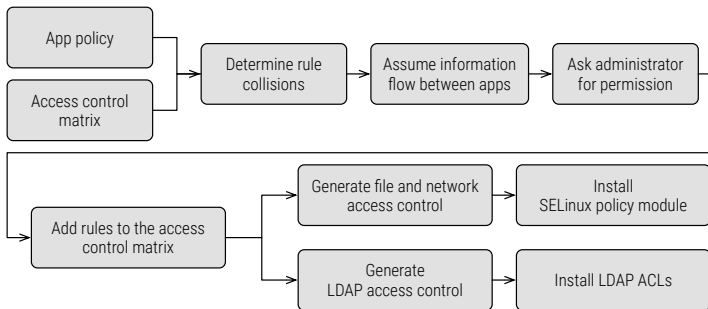 App policy
Access control
matrix
Determine rule
collisions
Assume information
flow between apps
Ask administrator
for permission
Add rules to the access
control matrix
Generate file and network
access control
Install
SELinux policy module
Generate
LDAP access control
Install LDAP ACLs